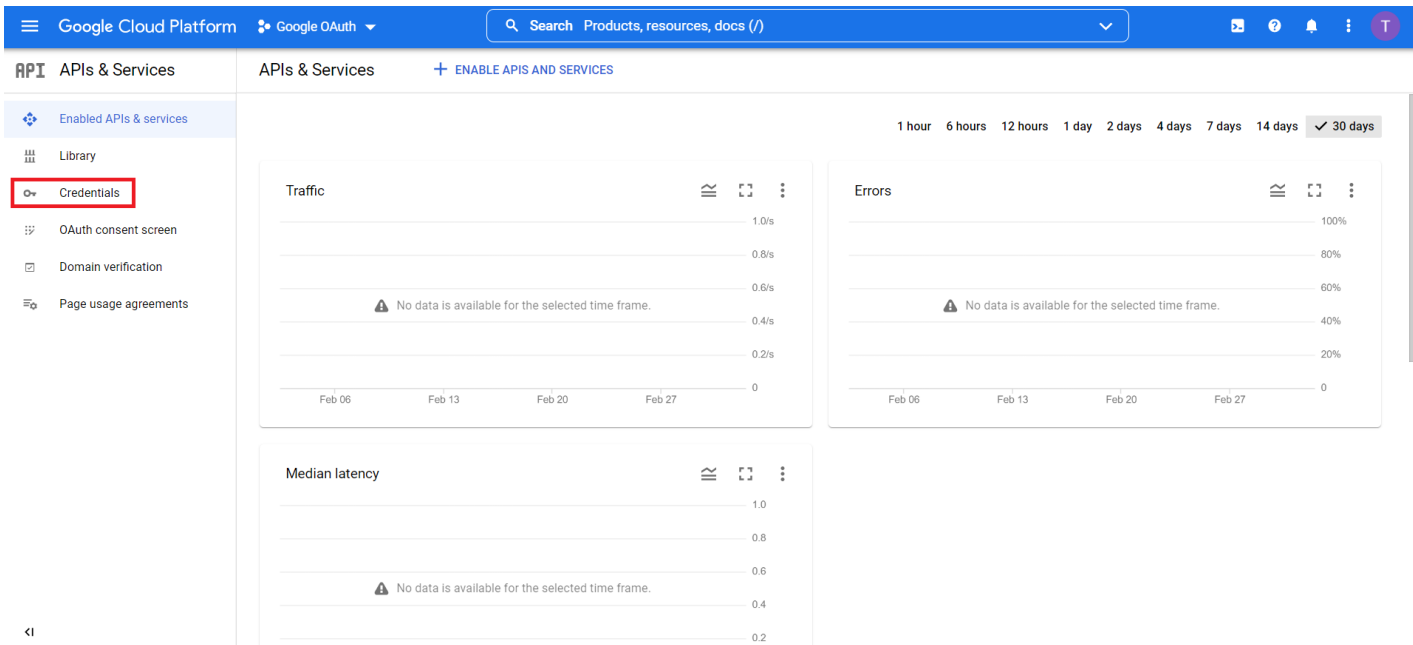 Google Cloud Platform
Google OAuth
Search Products, resources, docs (/)
T
API APIs & Services
APIs & Services
ENABLE APIS AND SERVICES
Enabled APIs & services
Library
Credentials
OAuth consent screen
Domain verification
Page usage agreements
1 hour 6 hours 12 hours 1 day 2 days 4 days 7 days 14 days 30 days
Traffic
1.0/s
0.8/s
0.6/s
No data is available for the selected time frame.
0.4/s
0.2/s
0
Feb 06 Feb 13 Feb 20 Feb 27
Errors
100%
80%
60%
No data is available for the selected time frame.
40%
20%
0
Feb 06 Feb 13 Feb 20 Feb 27
Median latency
1.0
0.8
0.6
No data is available for the selected time frame.
0.4
0.2